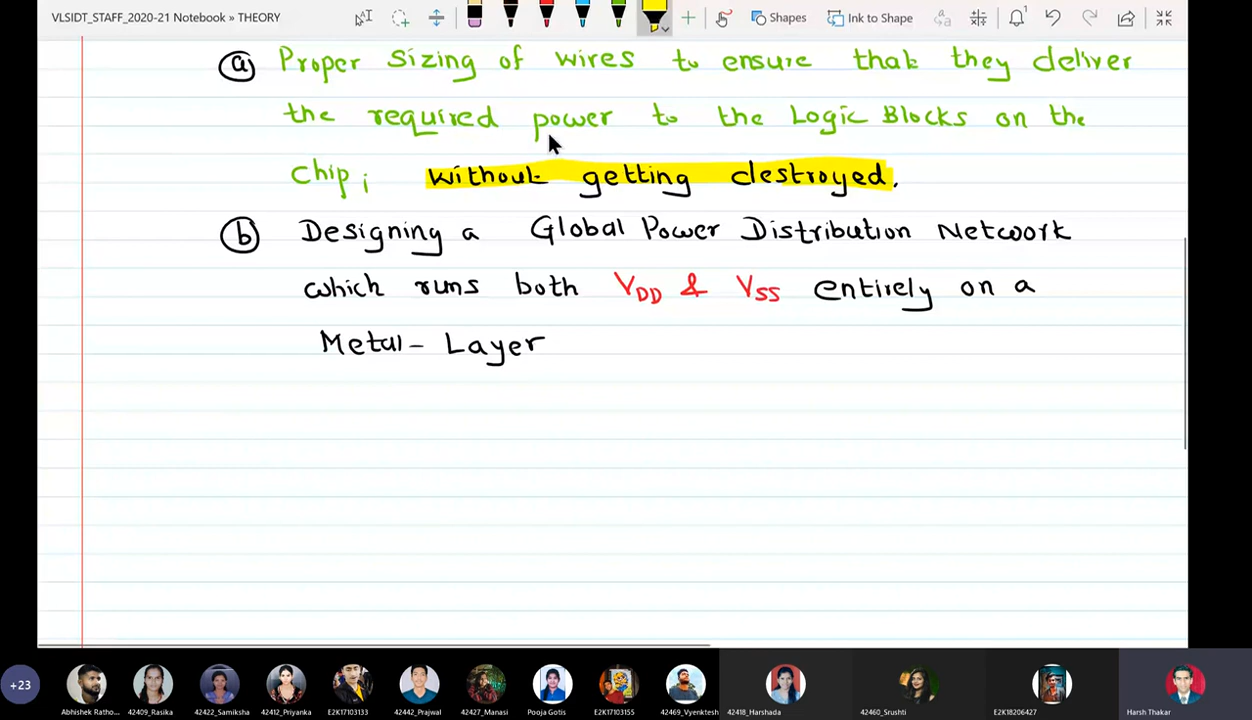 VLSIDT_STAFF_2020-21 Notebook » THEORY
Shapes
Ink to Shape
(a) Proper Sizing of wires to ensure that they deliver
the required power to the Logic Blocks on the
chip; without getting destroyed.
(b) Designing a Global Power Distribution Network
which runs both VDD & VSS entirely on a
Metal-Layer
+23
Abhishek Ratho...
42409_Rasika
42422_Samiksha
42412_Priyanka
E2K17103133
42442_Prajwal
42427_Manasi
Pooja Gotis
E2K17103155
42469_Vyenktesh
42418_Harshada
42460_Srushti
E2K18206427
Harsh Thakar